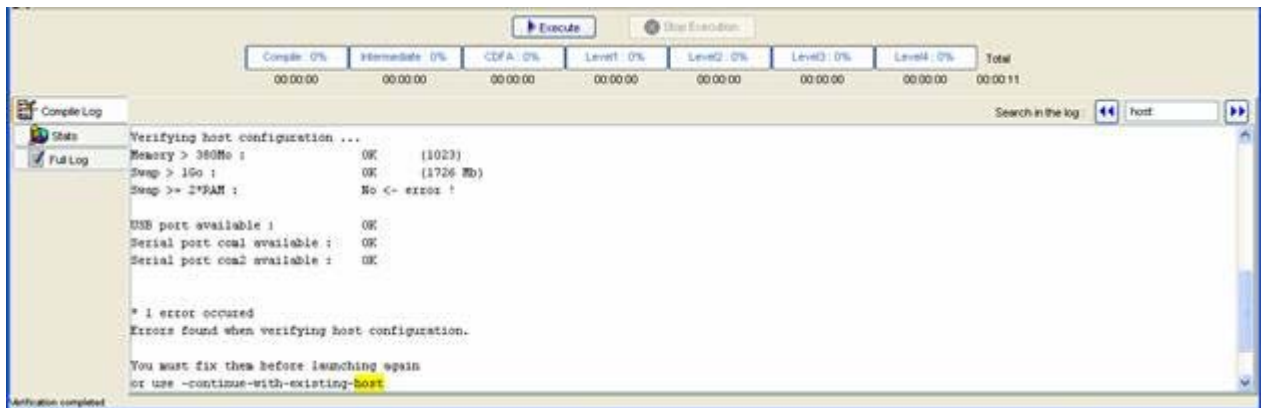 Execute Stop Execution
Compile : 0% Intermediate : 0% CDFA : 0% Level1 : 0% Level2 : 0% Level3 : 0% Level4 : 0% Total
00:00:00 00:00:00 00:00:00 00:00:00 00:00:00 00:00:00 00:00:00 00:00:11
Compile Log
Search in the log : host
Stats
Full Log
Verifying host configuration ...
Memory > 380Mo : OK (1023)
Swap > 1Go : OK (1726 Mb)
Swap >= 2*RAM : No <- error !
USB port available : OK
Serial port com1 available : OK
Serial port com2 available : OK
* 1 error occured
Errors found when verifying host configuration.
You must fix them before launching again
or use -continue-with-existing-host
Verification completed